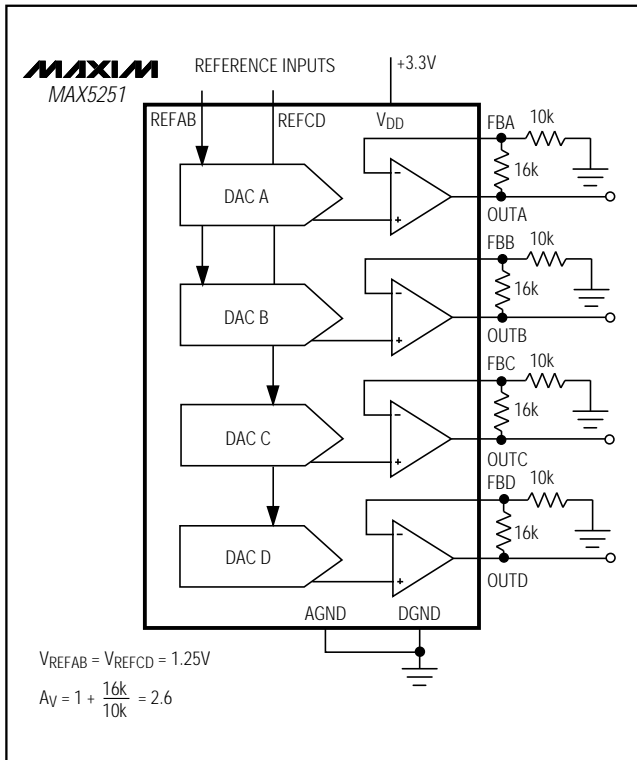 MAXIM
MAX5251
REFERENCE INPUTS
+3.3V
REFAB
REFCD
VDD
DAC A
-
+
FBA
10k
16k
OUTA
DAC B
-
+
FBB
10k
16k
OUTB
DAC C
-
+
FBC
10k
16k
OUTC
DAC D
-
+
FBD
10k
16k
OUTD
AGND
DGND
VREFAB = VREFCD = 1.25V
AV = 1 + 16k/10k = 2.6